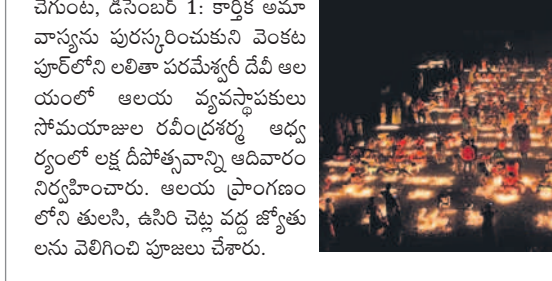 చేగుంట, డిసెంబర్ 1: కార్తిక అమా
వాస్యను పురస్కరించుకుని వెంకట
పూర్‌లోని లలితా పరమేశ్వరీ దేవీ ఆల
యంలో ఆలయ వ్యవస్థాపకులు
సోమయాజుల రవీంద్రశర్మ ఆధ్వ
ర్యంలో లక్ష దీపోత్సవాన్ని ఆదివారం
నిర్వహించారు. ఆలయ ప్రాంగణం
లోని తులసి, ఉసిరి చెట్ల వద్ద జ్యోతు
లను వెలిగించి పూజలు చేశారు.